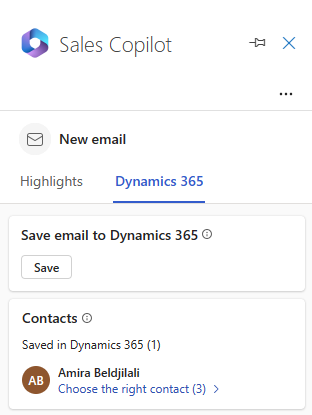 Sales Copilot
New email
Highlights
Dynamics 365
Save email to Dynamics 365
Save
Contacts
Saved in Dynamics 365 (1)
AB
Amira Beldjilali
Choose the right contact (3)